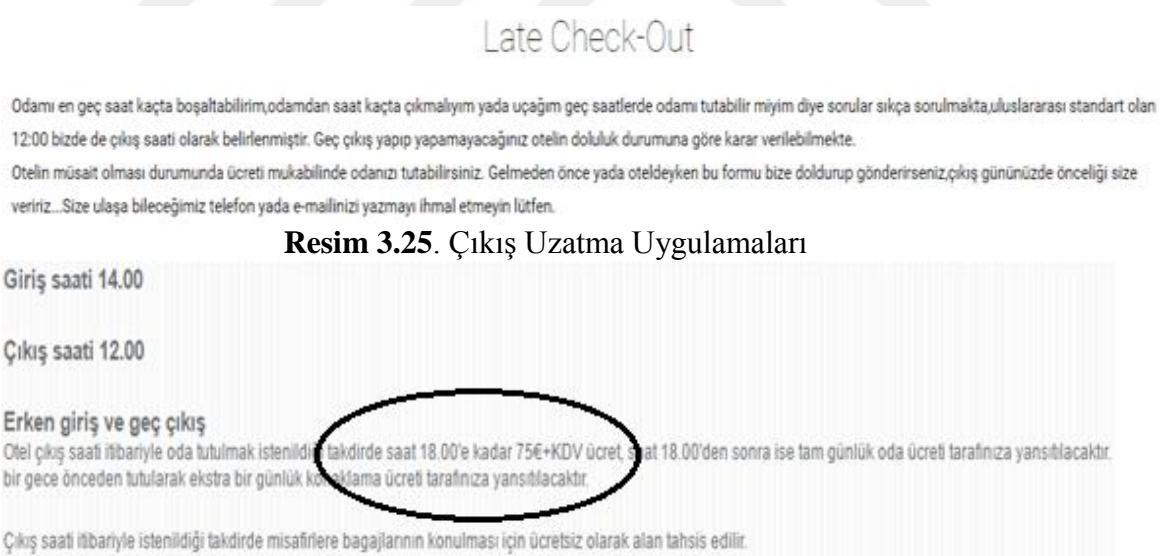 Late Check-Out
Odamı en geç saat kaçta boşaltabilirim,odamdan saat kaçta çıkmalıyım yada uçağım geç saatlerde odamı tutabilir miyim diye sorular sıkça sorulmakta,uluslararası standart olan
12:00 bizde de çıkış saati olarak belirlenmiştir. Geç çıkış yapıp yapamayacağınız otelin doluluk durumuna göre karar verilebilmekte.
Otelin müsait olması durumunda ücreti mukabilinde odanızı tutabilirsiniz. Gelmeden önce yada oteldeyken bu formu bize doldurup gönderirseniz,çıkış gününüzde önceliği size
veririz...Size ulaşa bileceğimiz telefon yada e-mailinizi yazmayı ihmal etmeyin lütfen.
Resim 3.25. Çıkış Uzatma Uygulamaları
Giriş saati 14.00
Çıkış saati 12.00
Erken giriş ve geç çıkış
Otel çıkış saati itibariyle oda tutulmak istenildiği takdirde saat 18.00'e kadar 75€+KDV ücret, saat 18.00'den sonra ise tam günlük oda ücreti tarafınıza yansıtılacaktır.
bir gece önceden tutularak ekstra bir günlük konaklama ücreti tarafınıza yansıtılacaktır.
Çıkış saati itibariyle istenildiği takdirde misafirlere bagajlarının konulması için ücretsiz olarak alan tahsis edilir.